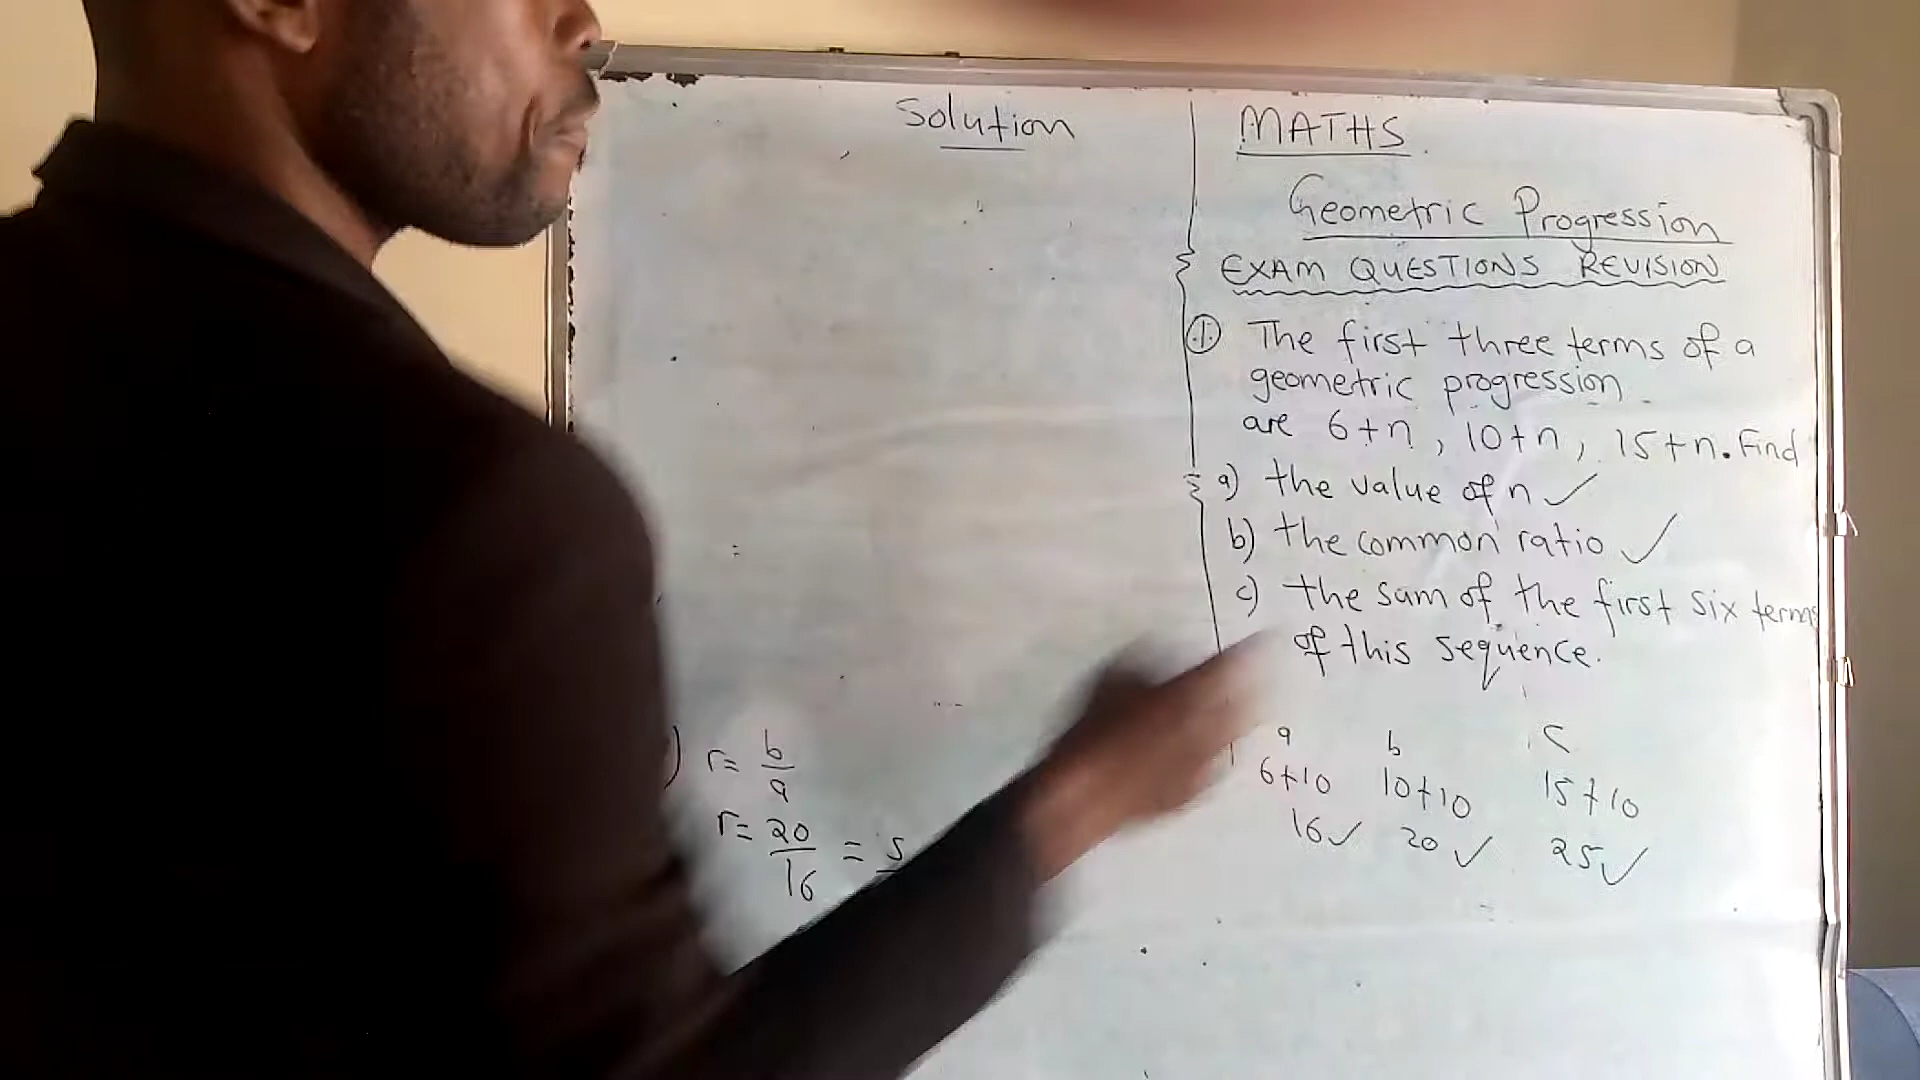 Solution
) r= b/a
r= 20/16 = 5
MATHS
Geometric Progression
EXAM QUESTIONS REVISION
1. The first three terms of a
geometric progression
are 6+n, 10+n, 15+n. Find
a) the value of n ✓
b) the common ratio ✓
c) the sum of the first six terms
of this sequence.
a b c
6+10 10+10 15+10
16✓ 20✓ 25✓